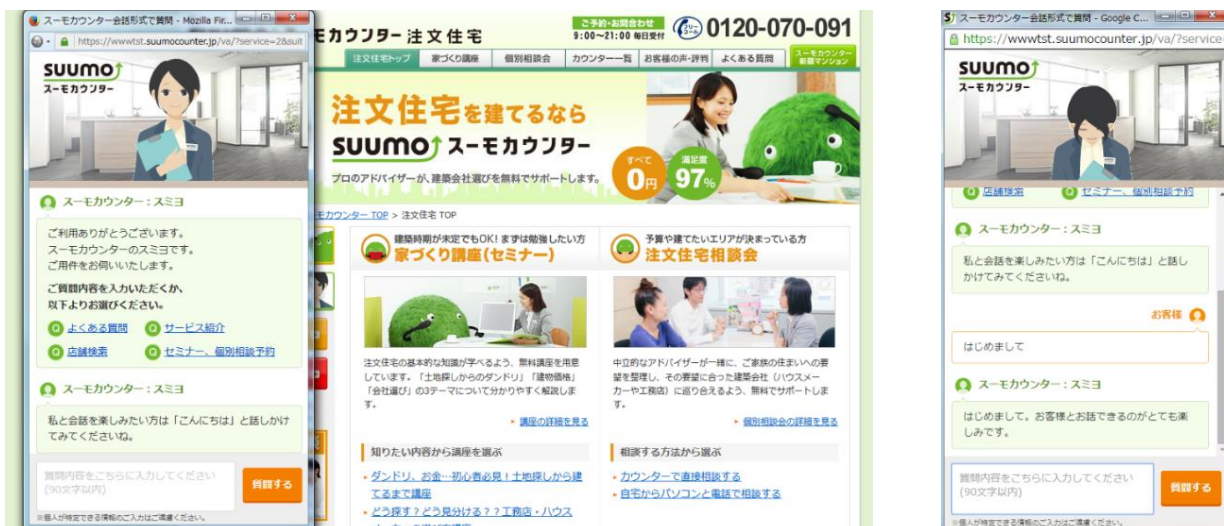 スーモカウンター会話形式で質問 - Mozilla Fir...
https://wwwtst.suumocounter.jp/va/?service=2&suit
SUUMO
スーモカウンター
スーモカウンター：スミヨ
ご利用ありがとうございます。
スーモカウンターのスミヨです。
ご用件をお伺いいたします。
ご質問内容を入力いただくか、
以下よりお選びください。
よくある質問 サービス紹介
店舗検索 セミナー、個別相談予約
スーモカウンター：スミヨ
私と会話を楽しみたい方は「こんにちは」と話しかけ
てみてくださいね。
質問内容をこちらに入力してください
(90文字以内)
質問する
※個人が特定できる情報のご入力はご遠慮ください。
モカウンター 注文住宅
ご予約・お問合わせ
9:00~21:00 毎日受付
フリーコール
0120-070-091
注文住宅トップ 家づくり講座 個別相談会 カウンター一覧 お客様の声・評判 よくある質問
スーモカウンター
新築マンション
注文住宅を建てるなら
SUUMO スーモカウンター
プロのアドバイザーが、建築会社選びを無料でサポートします。
すべて
0円
満足度
97%
モカウンター TOP > 注文住宅 TOP
建築時期が未定でもOK! まずは勉強したい方
家づくり講座(セミナー)
注文住宅の基本的な知識が学べるよう、無料講座を用意
しています。「土地探しからのダンドリ」「建物価格」
「会社選び」の3テーマについて分かりやすく解説しま
す。
講座の詳細を見る
知りたい内容から講座を選ぶ
ダンドリ、お金…初心者必見！土地探しから建
てるまで講座
どう探す？どう見分ける？？工務店・ハウス
予算や建てたいエリアが決まっている方
注文住宅相談会
中立的なアドバイザーが一緒に、ご家族の住まいへの要
望を整理し、その要望に合った建築会社（ハウスメー
カーや工務店）に巡り合えるよう、無料でサポートしま
す。
個別相談会の詳細を見る
相談する方法から選ぶ
カウンターで直接相談する
自宅からパソコンと電話で相談する
スーモカウンター会話形式で質問 - Google C...
https://wwwtst.suumocounter.jp/va/?service
SUUMO
スーモカウンター
店舗検索 セミナー、個別相談予約
スーモカウンター：スミヨ
私と会話を楽しみたい方は「こんにちは」と話し
かけてみてくださいね。
お客様
はじめまして
スーモカウンター：スミヨ
はじめまして。お客様とお話できるのがとても楽
しみです。
質問内容をこちらに入力してください
(90文字以内)
質問する
※個人が特定できる情報のご入力はご遠慮ください。